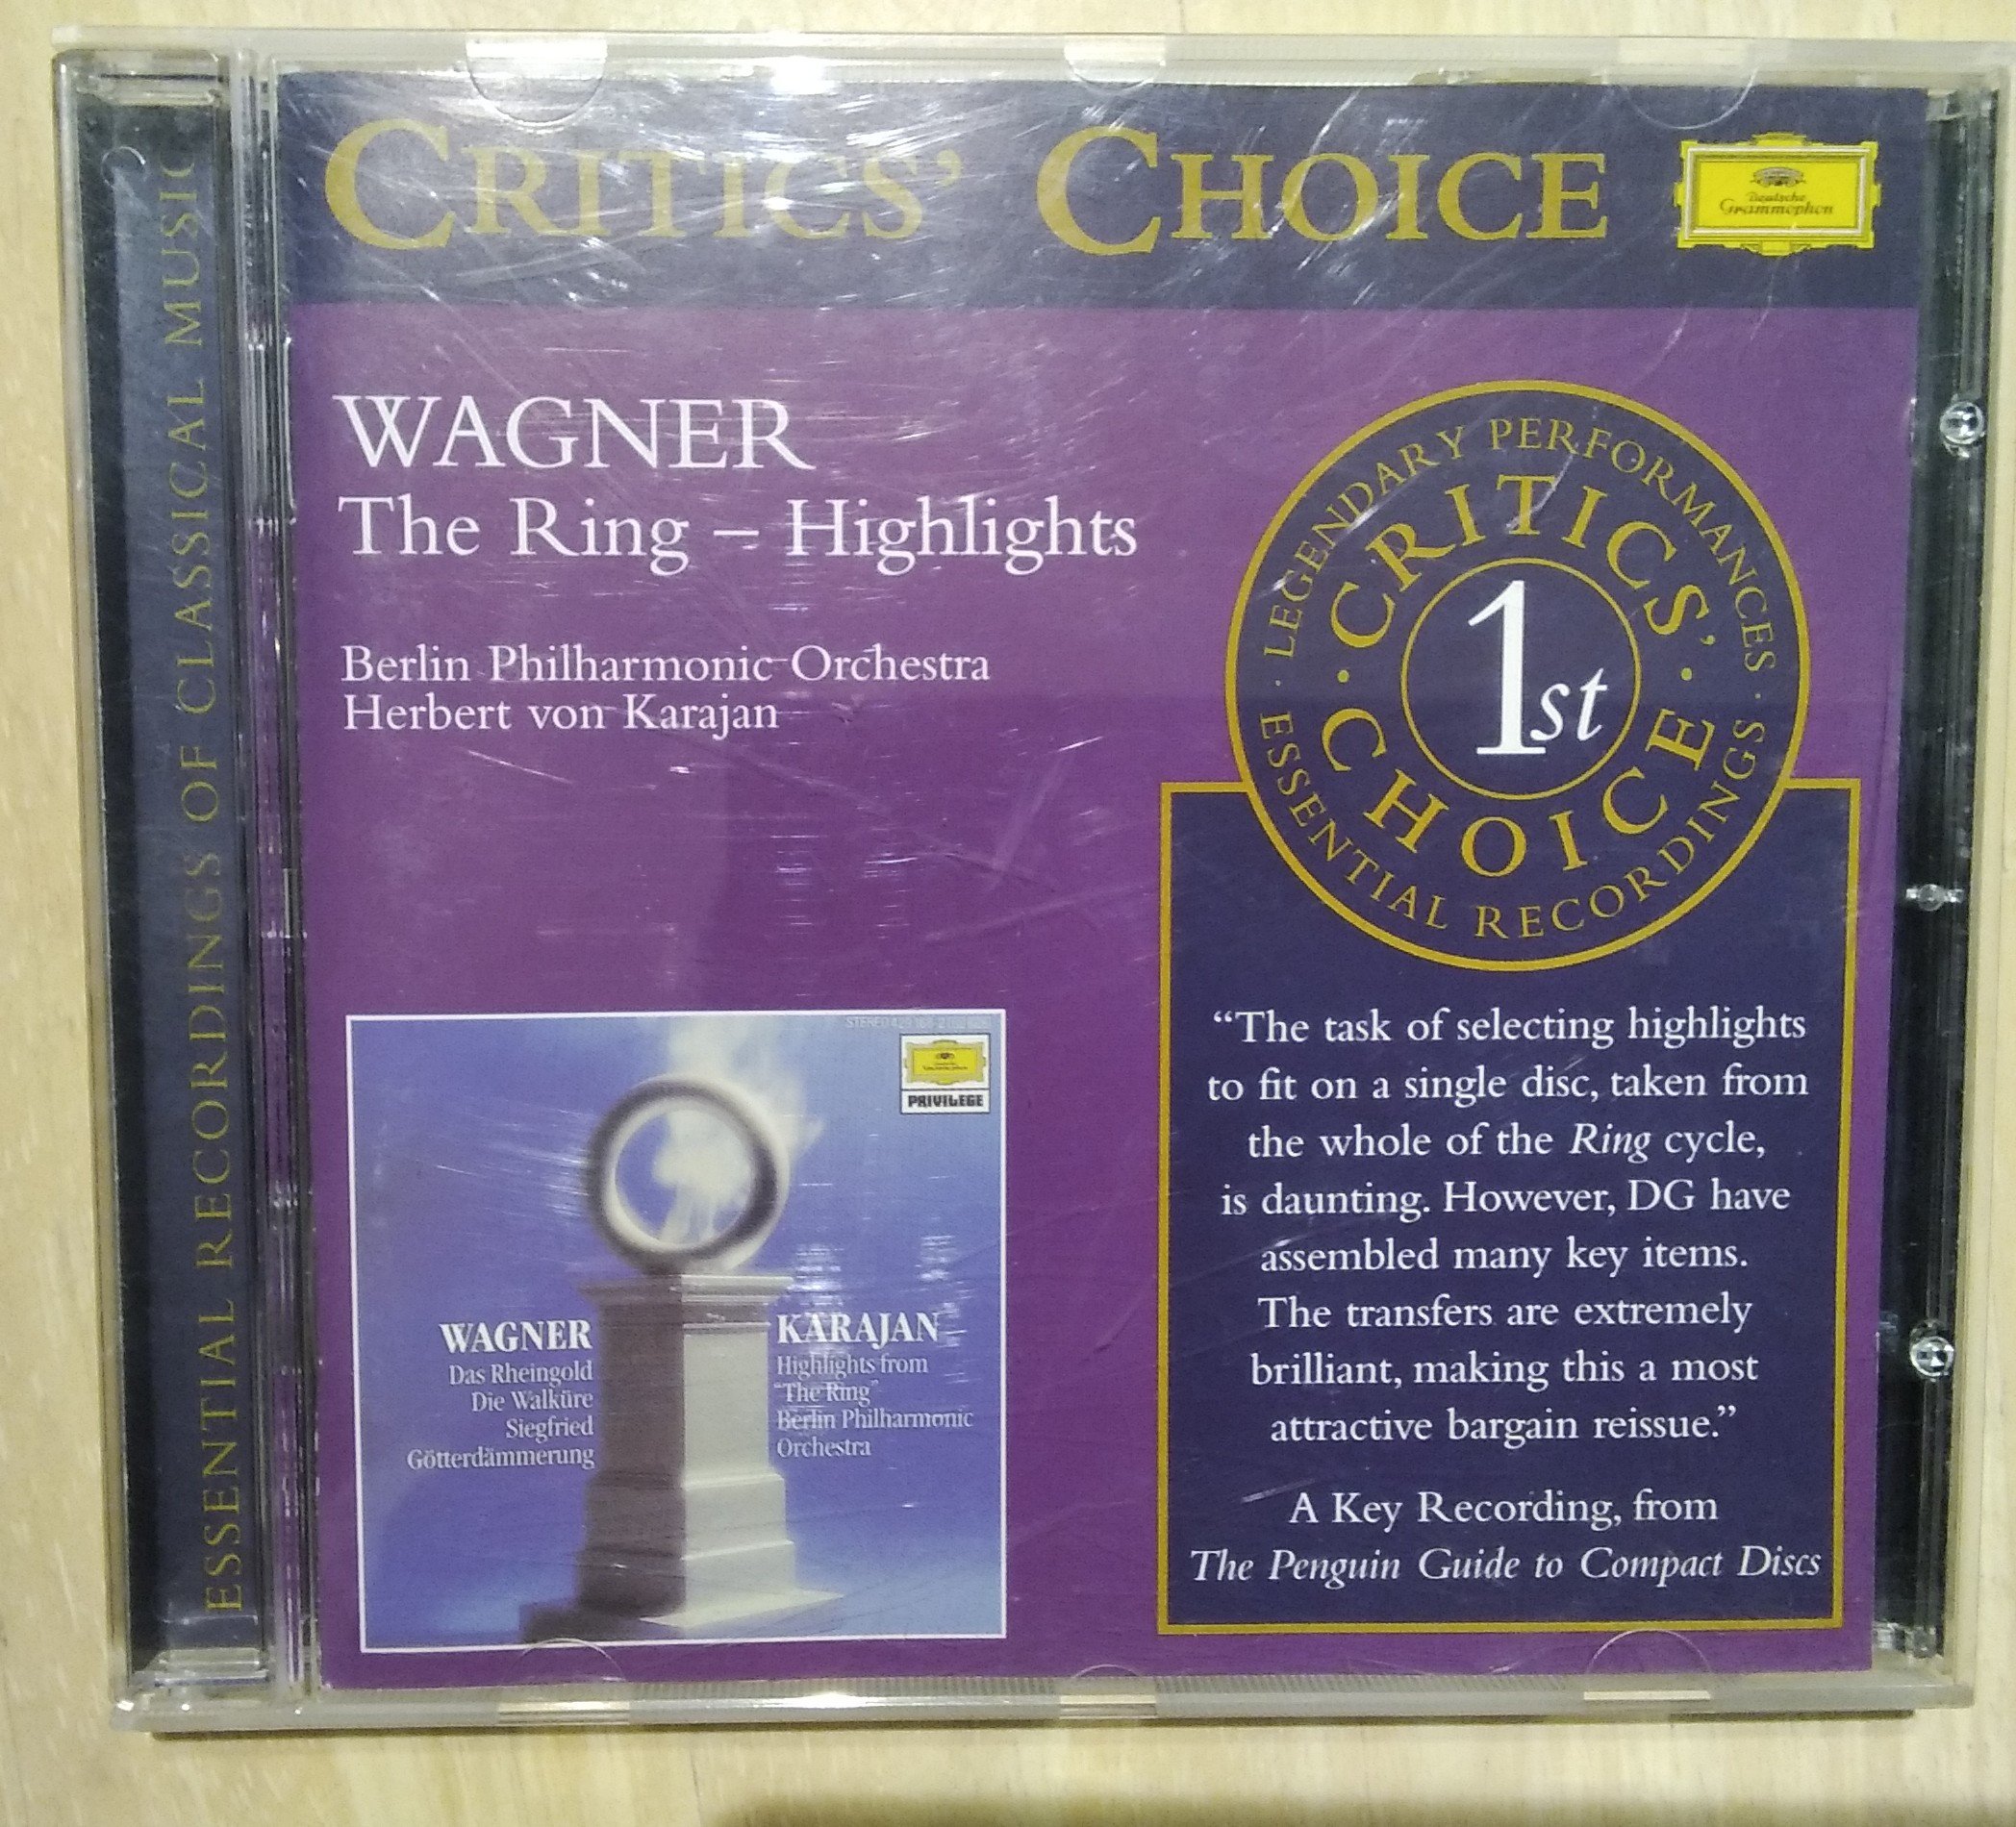 CRITICS' CHOICE
Deutsche
Grammophon
ESSENTIAL RECORDINGS OF CLASSICAL MUSIC
WAGNER
The Ring – Highlights
Berlin Philharmonic Orchestra
Herbert von Karajan
· LEGENDARY PERFORMANCES ·
ESSENTIAL RECORDINGS
· CRITICS' ·
CHOICE
1st
“The task of selecting highlights
to fit on a single disc, taken from
the whole of the Ring cycle,
is daunting. However, DG have
assembled many key items.
The transfers are extremely
brilliant, making this a most
attractive bargain reissue.”
A Key Recording, from
The Penguin Guide to Compact Discs
STEREO
PRIVILEGE
WAGNER
Das Rheingold
Die Walküre
Siegfried
Götterdämmerung
KARAJAN
Highlights from
"The Ring"
Berlin Philharmonic
Orchestra